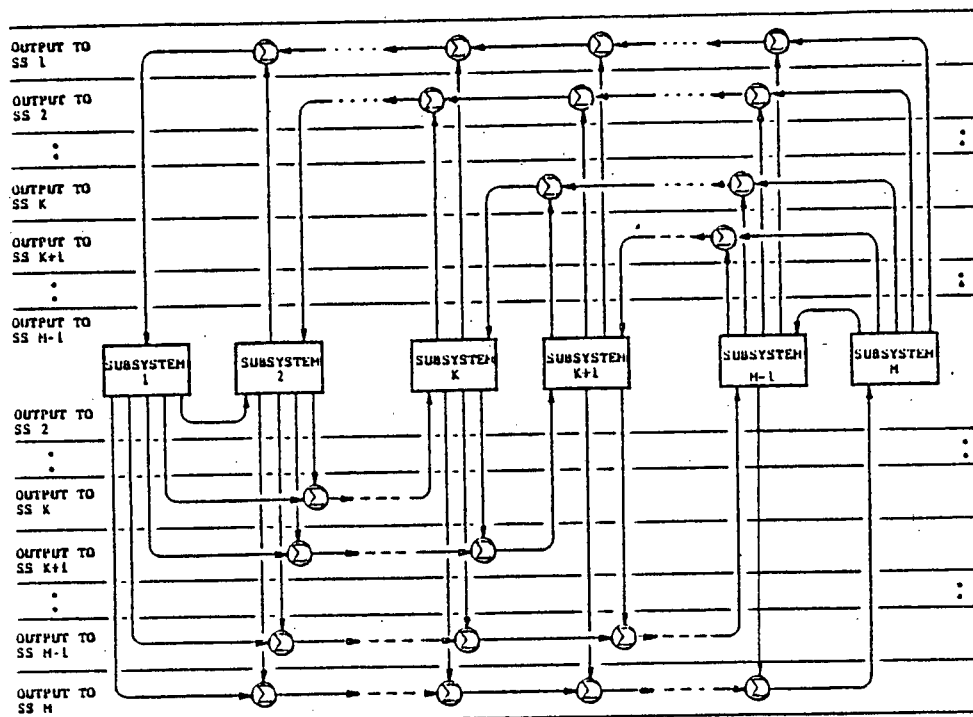 OUTPUT TO
SS 1
Σ Σ Σ Σ
OUTPUT TO
SS 2
Σ Σ Σ
OUTPUT TO
SS K
Σ Σ
OUTPUT TO
SS K+1
Σ
OUTPUT TO
SS M-1
SUBSYSTEM
1
SUBSYSTEM
2
SUBSYSTEM
K
SUBSYSTEM
K+1
SUBSYSTEM
M-1
SUBSYSTEM
M
OUTPUT TO
SS 2
OUTPUT TO
SS K
Σ
OUTPUT TO
SS K+1
Σ Σ
OUTPUT TO
SS M-1
Σ Σ Σ
OUTPUT TO
SS M
Σ Σ Σ Σ